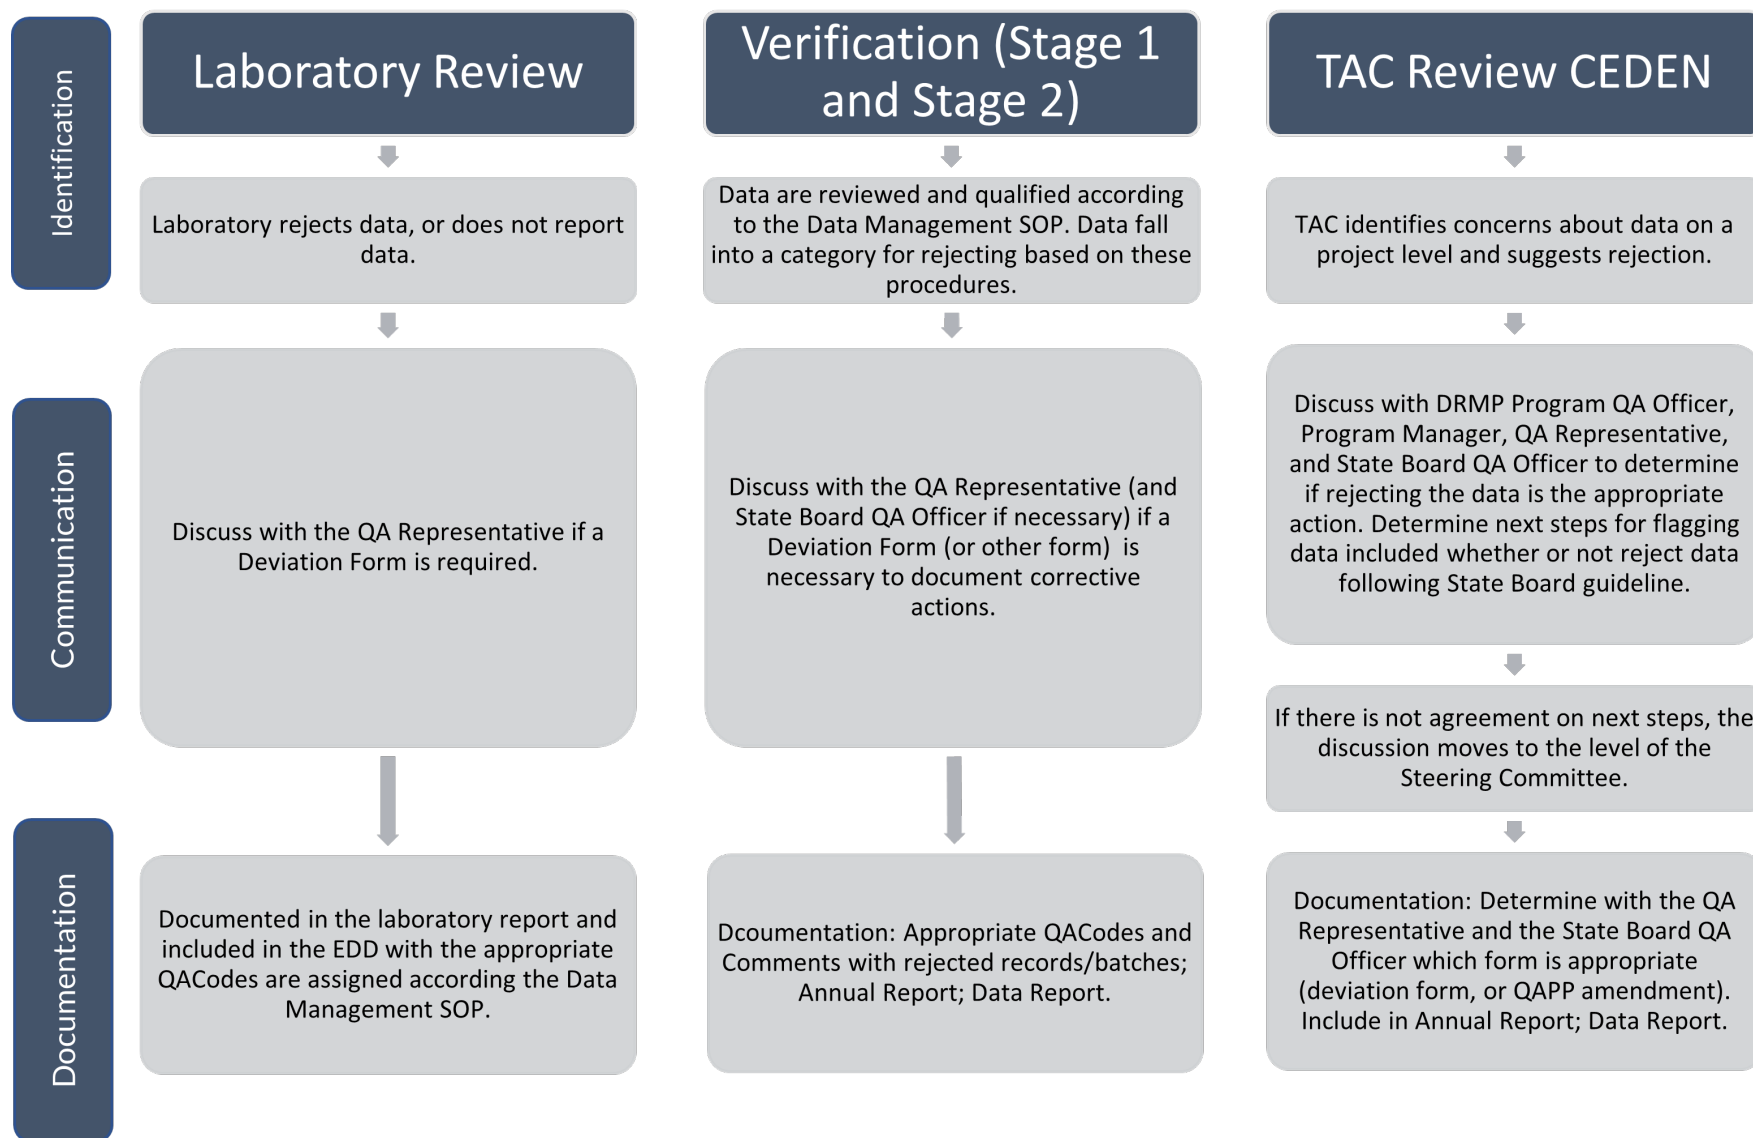 Identification
Communication
Documentation
Laboratory Review
Laboratory rejects data, or does not report
data.
Discuss with the QA Representative if a
Deviation Form is required.
Documented in the laboratory report and
included in the EDD with the appropriate
QACodes are assigned according the Data
Management SOP.
Verification (Stage 1
and Stage 2)
Data are reviewed and qualified according
to the Data Management SOP. Data fall
into a category for rejecting based on these
procedures.
Discuss with the QA Representative (and
State Board QA Officer if necessary) if a
Deviation Form (or other form)  is
necessary to document corrective
actions.
Dcoumentation: Appropriate QACodes and
Comments with rejected records/batches;
Annual Report; Data Report.
TAC Review CEDEN
TAC identifies concerns about data on a
project level and suggests rejection.
Discuss with DRMP Program QA Officer,
Program Manager, QA Representative,
and State Board QA Officer to determine
if rejecting the data is the appropriate
action. Determine next steps for flagging
data included whether or not reject data
following State Board guideline.
If there is not agreement on next steps, the
discussion moves to the level of the
Steering Committee.
Documentation: Determine with the QA
Representative and the State Board QA
Officer which form is appropriate
(deviation form, or QAPP amendment).
Include in Annual Report; Data Report.